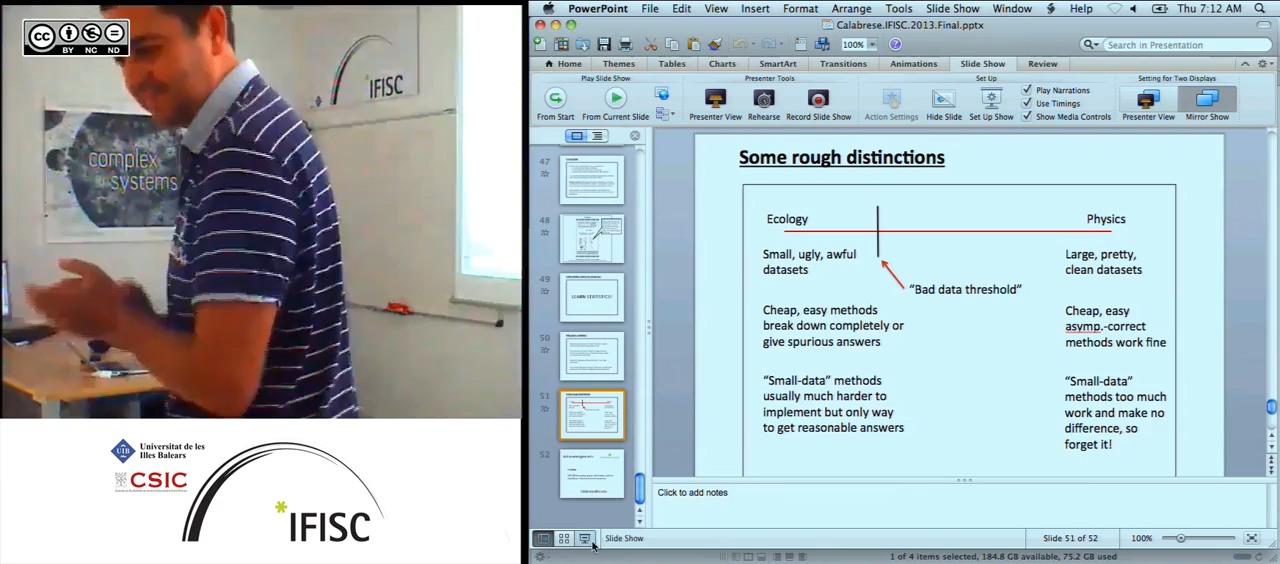 cc
BY NC ND
IFISC
complex
systems
Universitat de les
Illes Balears
UIB
CSIC
IFISC
PowerPoint File Edit View Insert Format Arrange Tools Slide Show Window Help Thu 7:12 AM
Calabrese.IFISC.2013.Final.pptx
100%
Search in Presentation
Home Themes Tables Charts SmartArt Transitions Animations Slide Show Review
Play Slide Show Presenter Tools Set Up Setting for Two Displays
From Start From Current Slide Presenter View Rehearse Record Slide Show Action Settings Hide Slide Set Up Show Presenter View Mirror Show
Play Narrations
Use Timings
Show Media Controls
47
48
49
LEARN STATISTICS!
50
51
52
Some rough distinctions
Ecology Physics
Small, ugly, awful
datasets
Large, pretty,
clean datasets
“Bad data threshold”
Cheap, easy methods
break down completely or
give spurious answers
Cheap, easy
asymp.-correct
methods work fine
“Small-data” methods
usually much harder to
implement but only way
to get reasonable answers
“Small-data”
methods too much
work and make no
difference, so
forget it!
Click to add notes
Slide Show Slide 51 of 52 100%
1 of 4 items selected, 184.8 GB available, 75.2 GB used